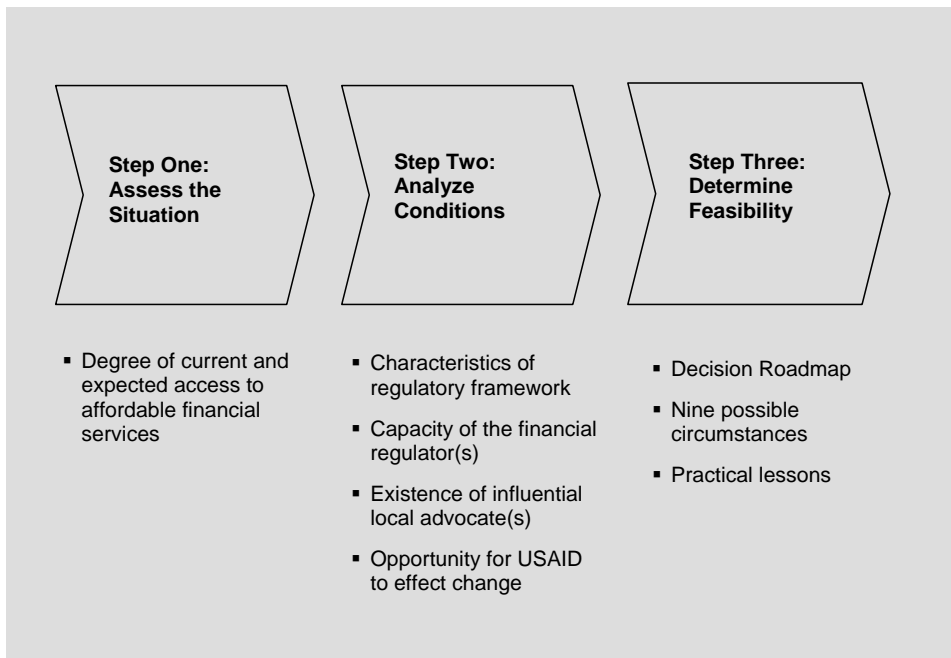 Step One:
Assess the
Situation
Step Two:
Analyze
Conditions
Step Three:
Determine
Feasibility
▪ Degree of current and
expected access to
affordable financial
services
▪ Characteristics of
regulatory framework
▪ Capacity of the financial
regulator(s)
▪ Existence of influential
local advocate(s)
▪ Opportunity for USAID
to effect change
▪ Decision Roadmap
▪ Nine possible
circumstances
▪ Practical lessons